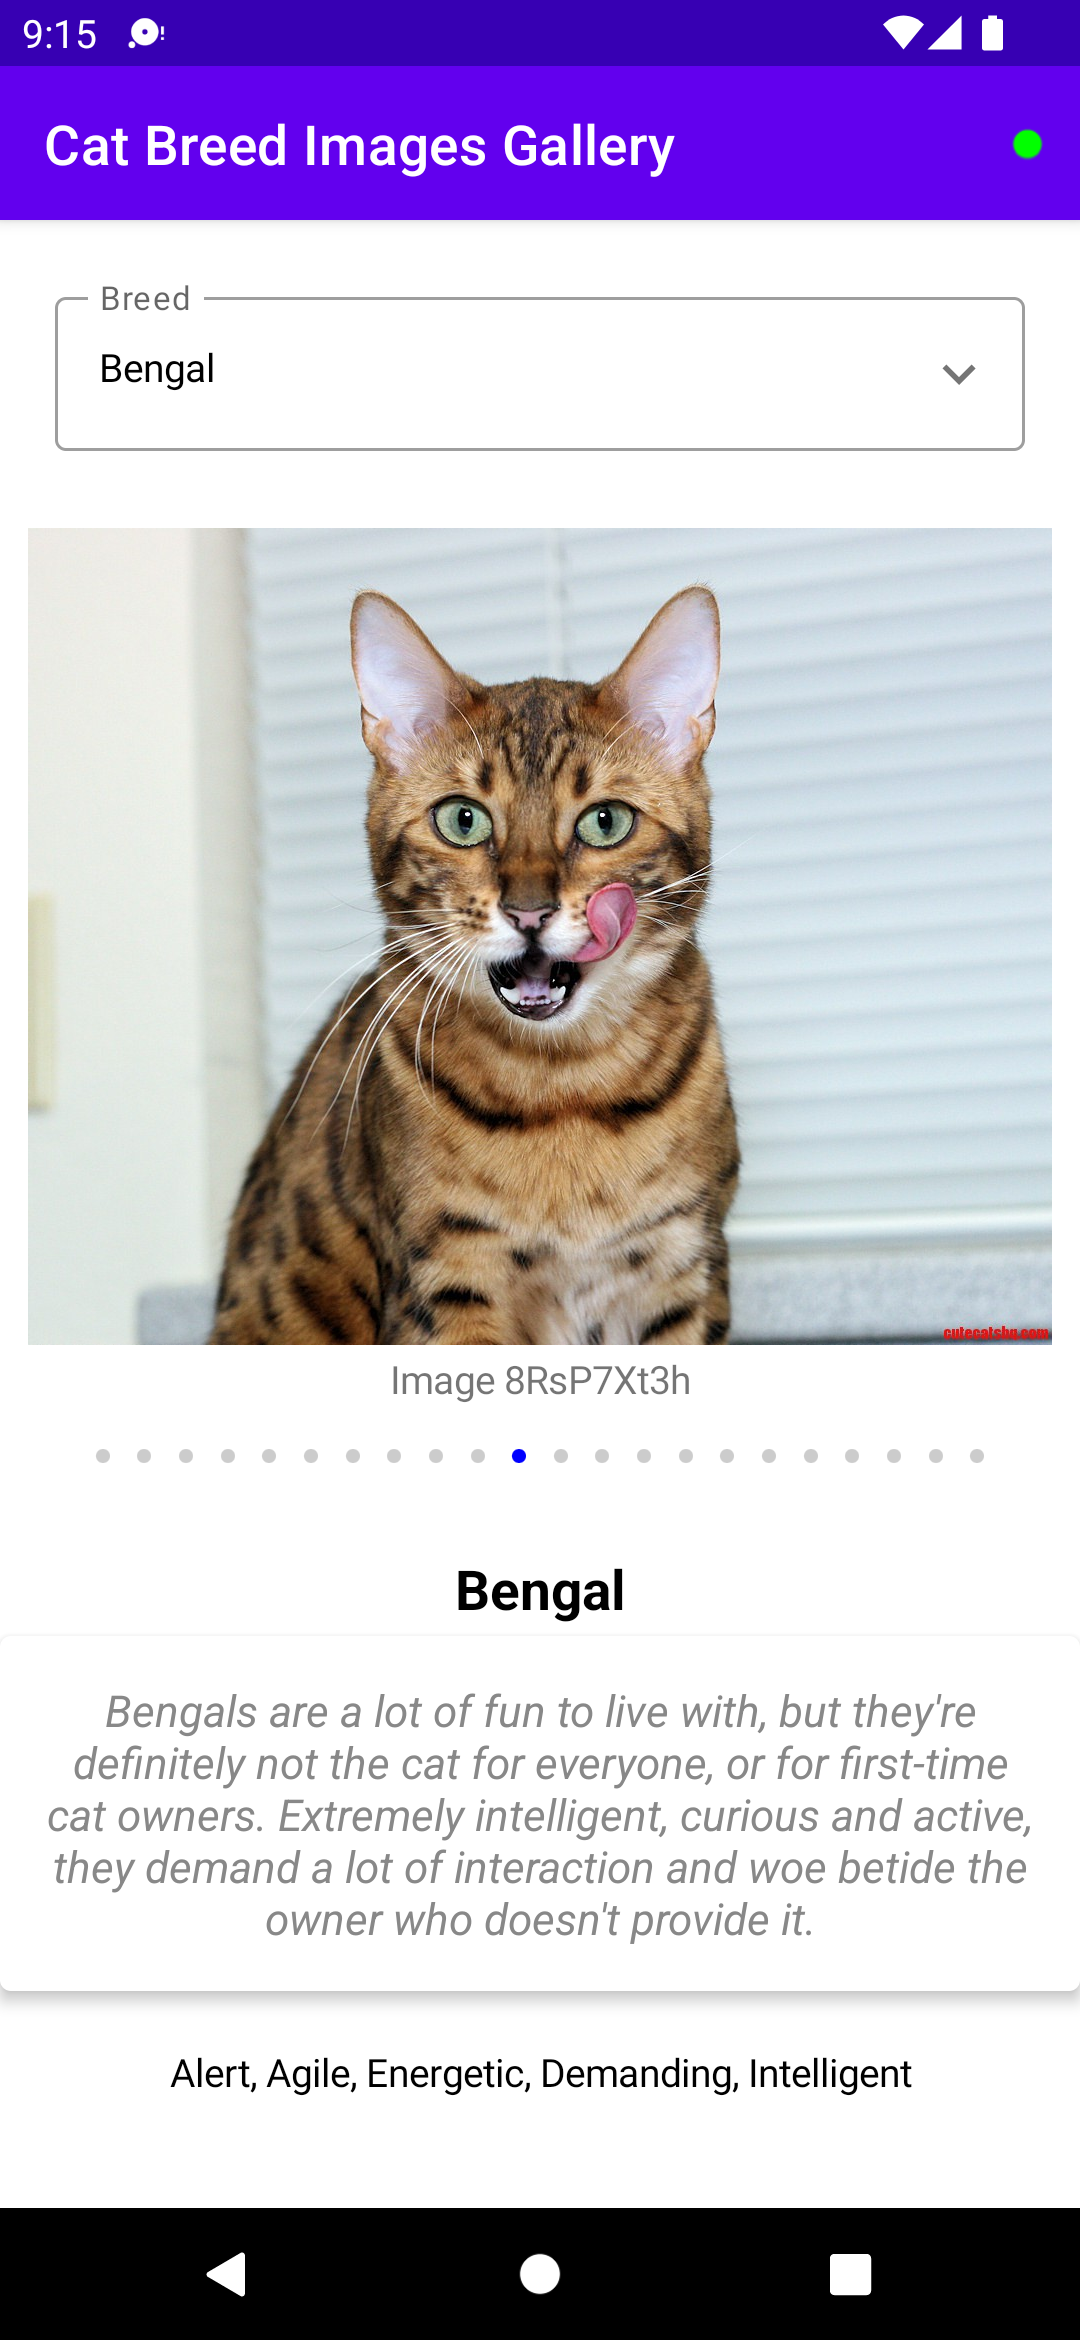 9:15
Cat Breed Images Gallery
Breed
Bengal
cutecatshq.com
Image 8RsP7Xt3h
Bengal
Bengals are a lot of fun to live with, but they're
definitely not the cat for everyone, or for first-time
cat owners. Extremely intelligent, curious and active,
they demand a lot of interaction and woe betide the
owner who doesn't provide it.
Alert, Agile, Energetic, Demanding, Intelligent